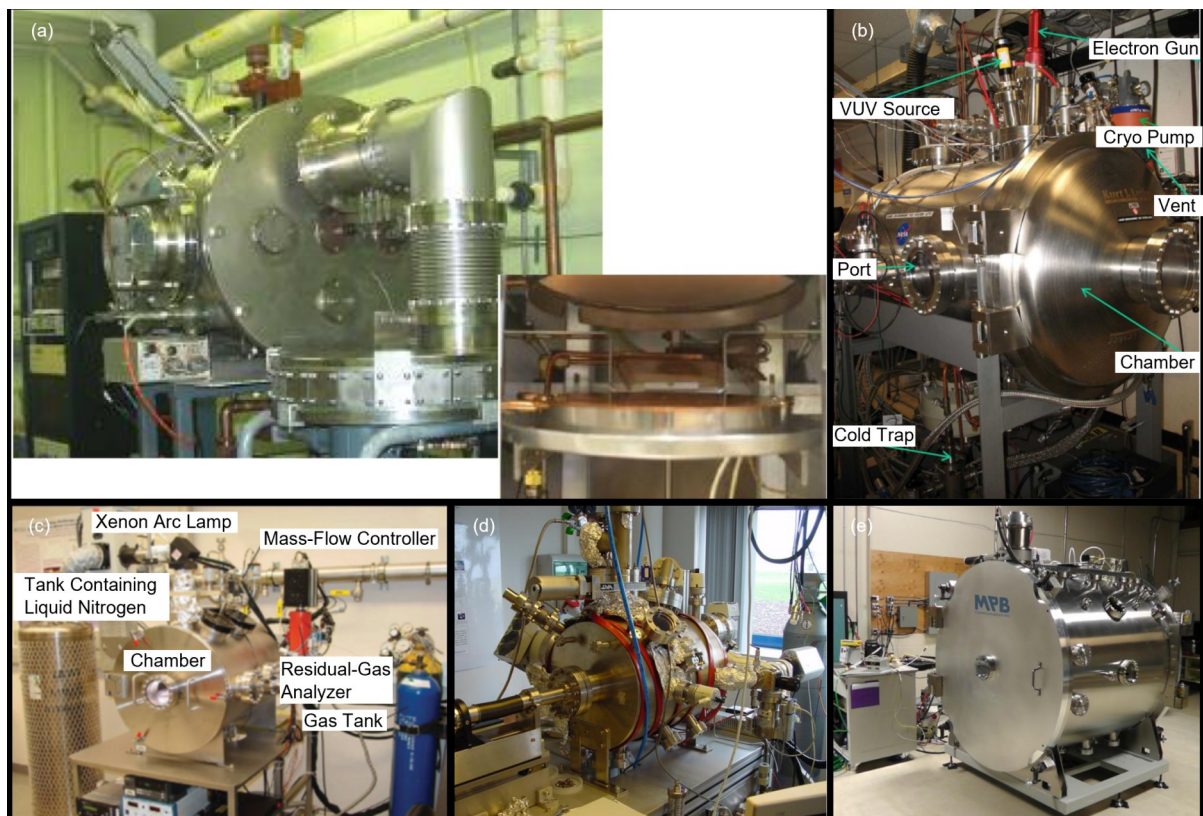 (a)
(b)
Electron Gun
VUV Source
Cryo Pump
Vent
Port
Chamber
Cold Trap
(c)
Xenon Arc Lamp
Mass-Flow Controller
Tank Containing
Liquid Nitrogen
Chamber
Residual-Gas
Analyzer
Gas Tank
(d)
(e)
MPB